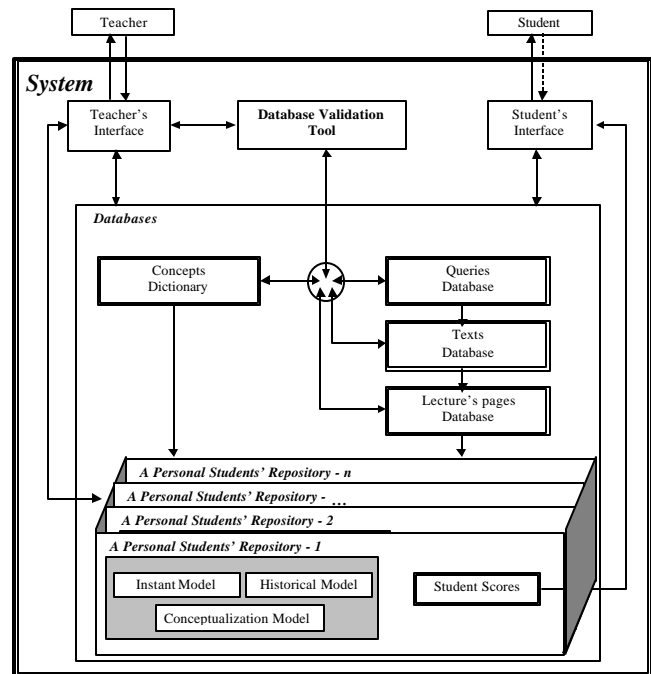 Teacher
Student
System
Teacher's
Interface
Database Validation
Tool
Student's
Interface
Databases
Concepts
Dictionary
Queries
Database
Texts
Database
Lecture's pages
Database
A Personal Students' Repository - n
A Personal Students' Repository - ...
A Personal Students' Repository - 2
A Personal Students' Repository - 1
Instant Model
Historical Model
Student Scores
Conceptualization Model